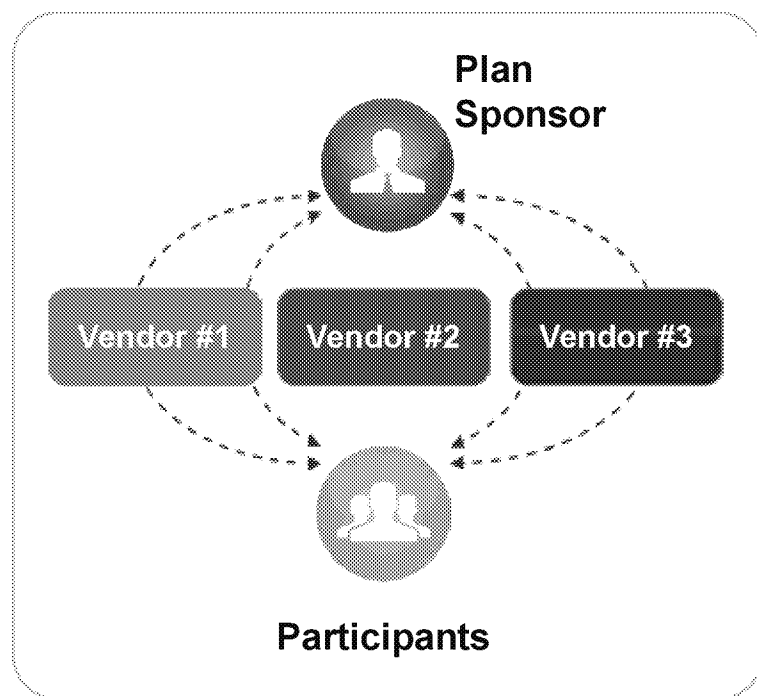 Plan
Sponsor
Vendor #1
Vendor #2
Vendor #3
Participants